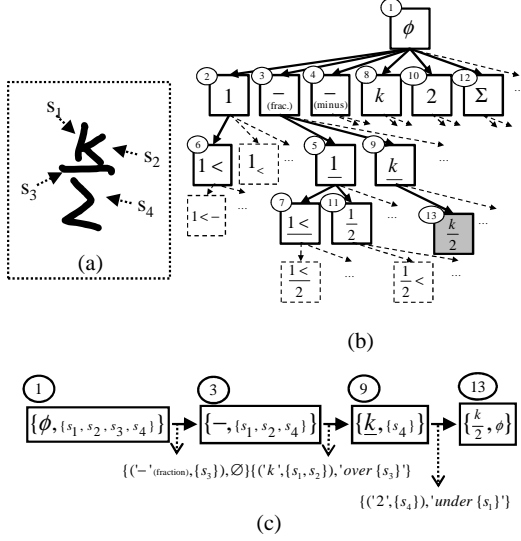 s₁
s₂
s₃
s₄
k
Σ
(a)
1
ϕ
2
1
3
− (frac.)
4
− (minus)
8
k
10
2
12
Σ
...
6
1 <
1 <
...
5
1
9
k
...
1 < −
...
7
1 <
11
1/2
...
13
k/2
...
1 </2
...
1/2 <
...
(b)
1
3
9
13
{ϕ, {s₁, s₂, s₃, s₄}}
{−, {s₁, s₂, s₄}}
{k, {s₄}}
{k/2, ϕ}
{('−'(fraction), {s₃}), ∅}{('k', {s₁, s₂}), 'over {s₃}'}
{('2', {s₄}), 'under {s₁}'}
(c)